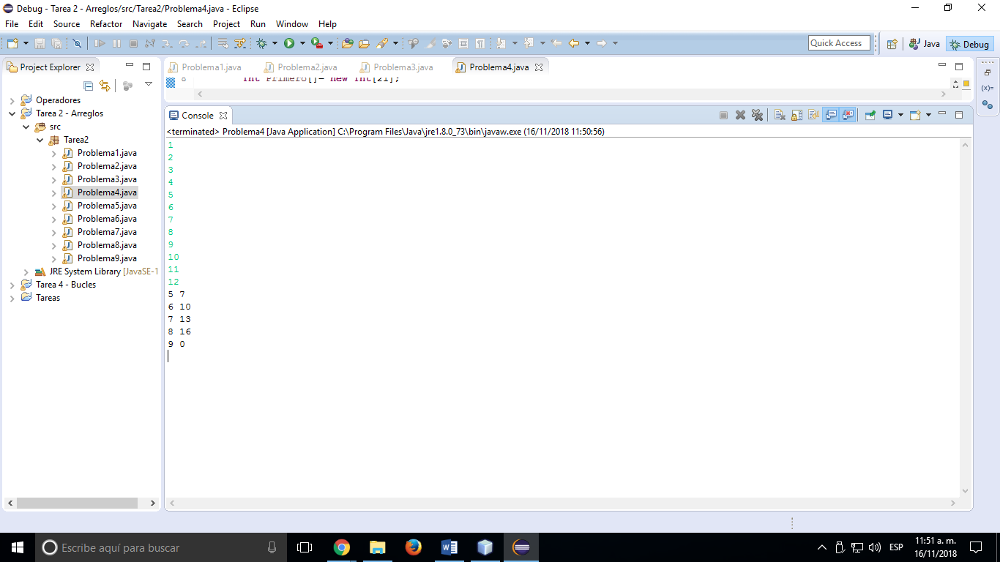 Debug - Tarea 2 - Arreglos/src/Tarea2/Problema4.java - Eclipse
File Edit Source Refactor Navigate Search Project Run Window Help
Quick Access Java Debug
Project Explorer Problema1.java Problema2.java Problema3.java Problema4.java
8 int Primero[]= new int[21];
Operadores
Tarea 2 - Arreglos
src
Tarea2
Problema1.java
Problema2.java
Problema3.java
Problema4.java
Problema5.java
Problema6.java
Problema7.java
Problema8.java
Problema9.java
JRE System Library [JavaSE-1
Tarea 4 - Bucles
Tareas
Console
<terminated> Problema4 [Java Application] C:\Program Files\Java\jre1.8.0_73\bin\javaw.exe (16/11/2018 11:50:56)
1
2
3
4
5
6
7
8
9
10
11
12
5 7
6 10
7 13
8 16
9 0
(x)=
Escribe aquí para buscar
ESP
11:51 a. m.
16/11/2018